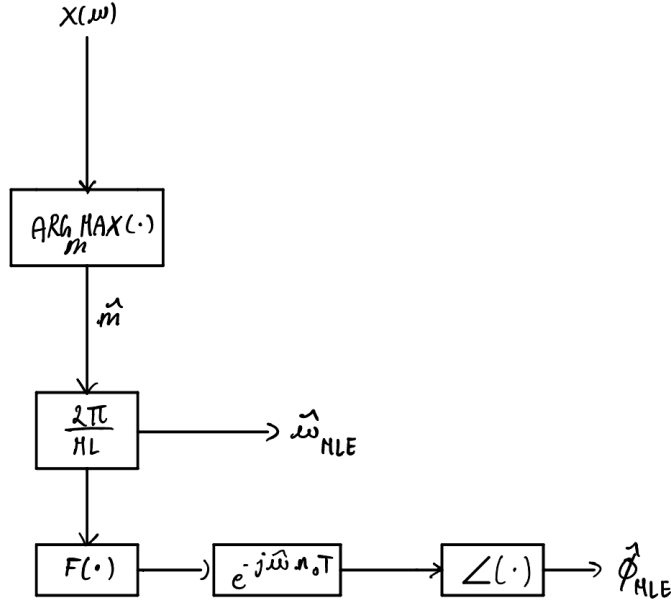 X(ω)
ARG MAX(·)
m
m̂
2π
ML
ω̂ MLE
F(·)
e^-jω̂n₀T
∠(·)
ϕ̂ MLE